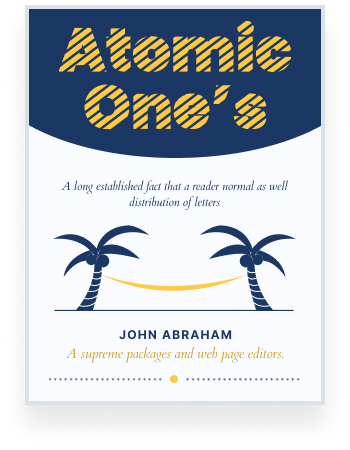 Atomic
One's
A long established fact that a reader normal as well
distribution of letters
JOHN ABRAHAM
A supreme packages and web page editors.